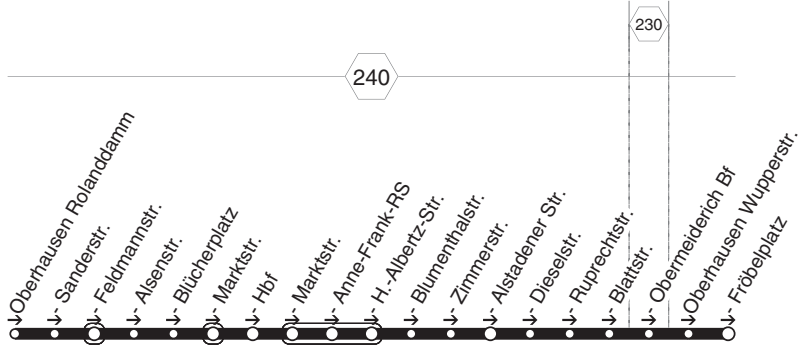 230
240
Oberhausen Rolanddamm
Sanderstr.
Feldmannstr.
Alsenstr.
Blücherplatz
Marktstr.
Hbf
Marktstr.
Anne-Frank-RS
H.-Albertz-Str.
Blumenthalstr.
Zimmerstr.
Alstadener Str.
Dieselstr.
Ruprechtstr.
Blattstr.
Obermeiderich Bf
Oberhausen Wupperstr.
Fröbelplatz